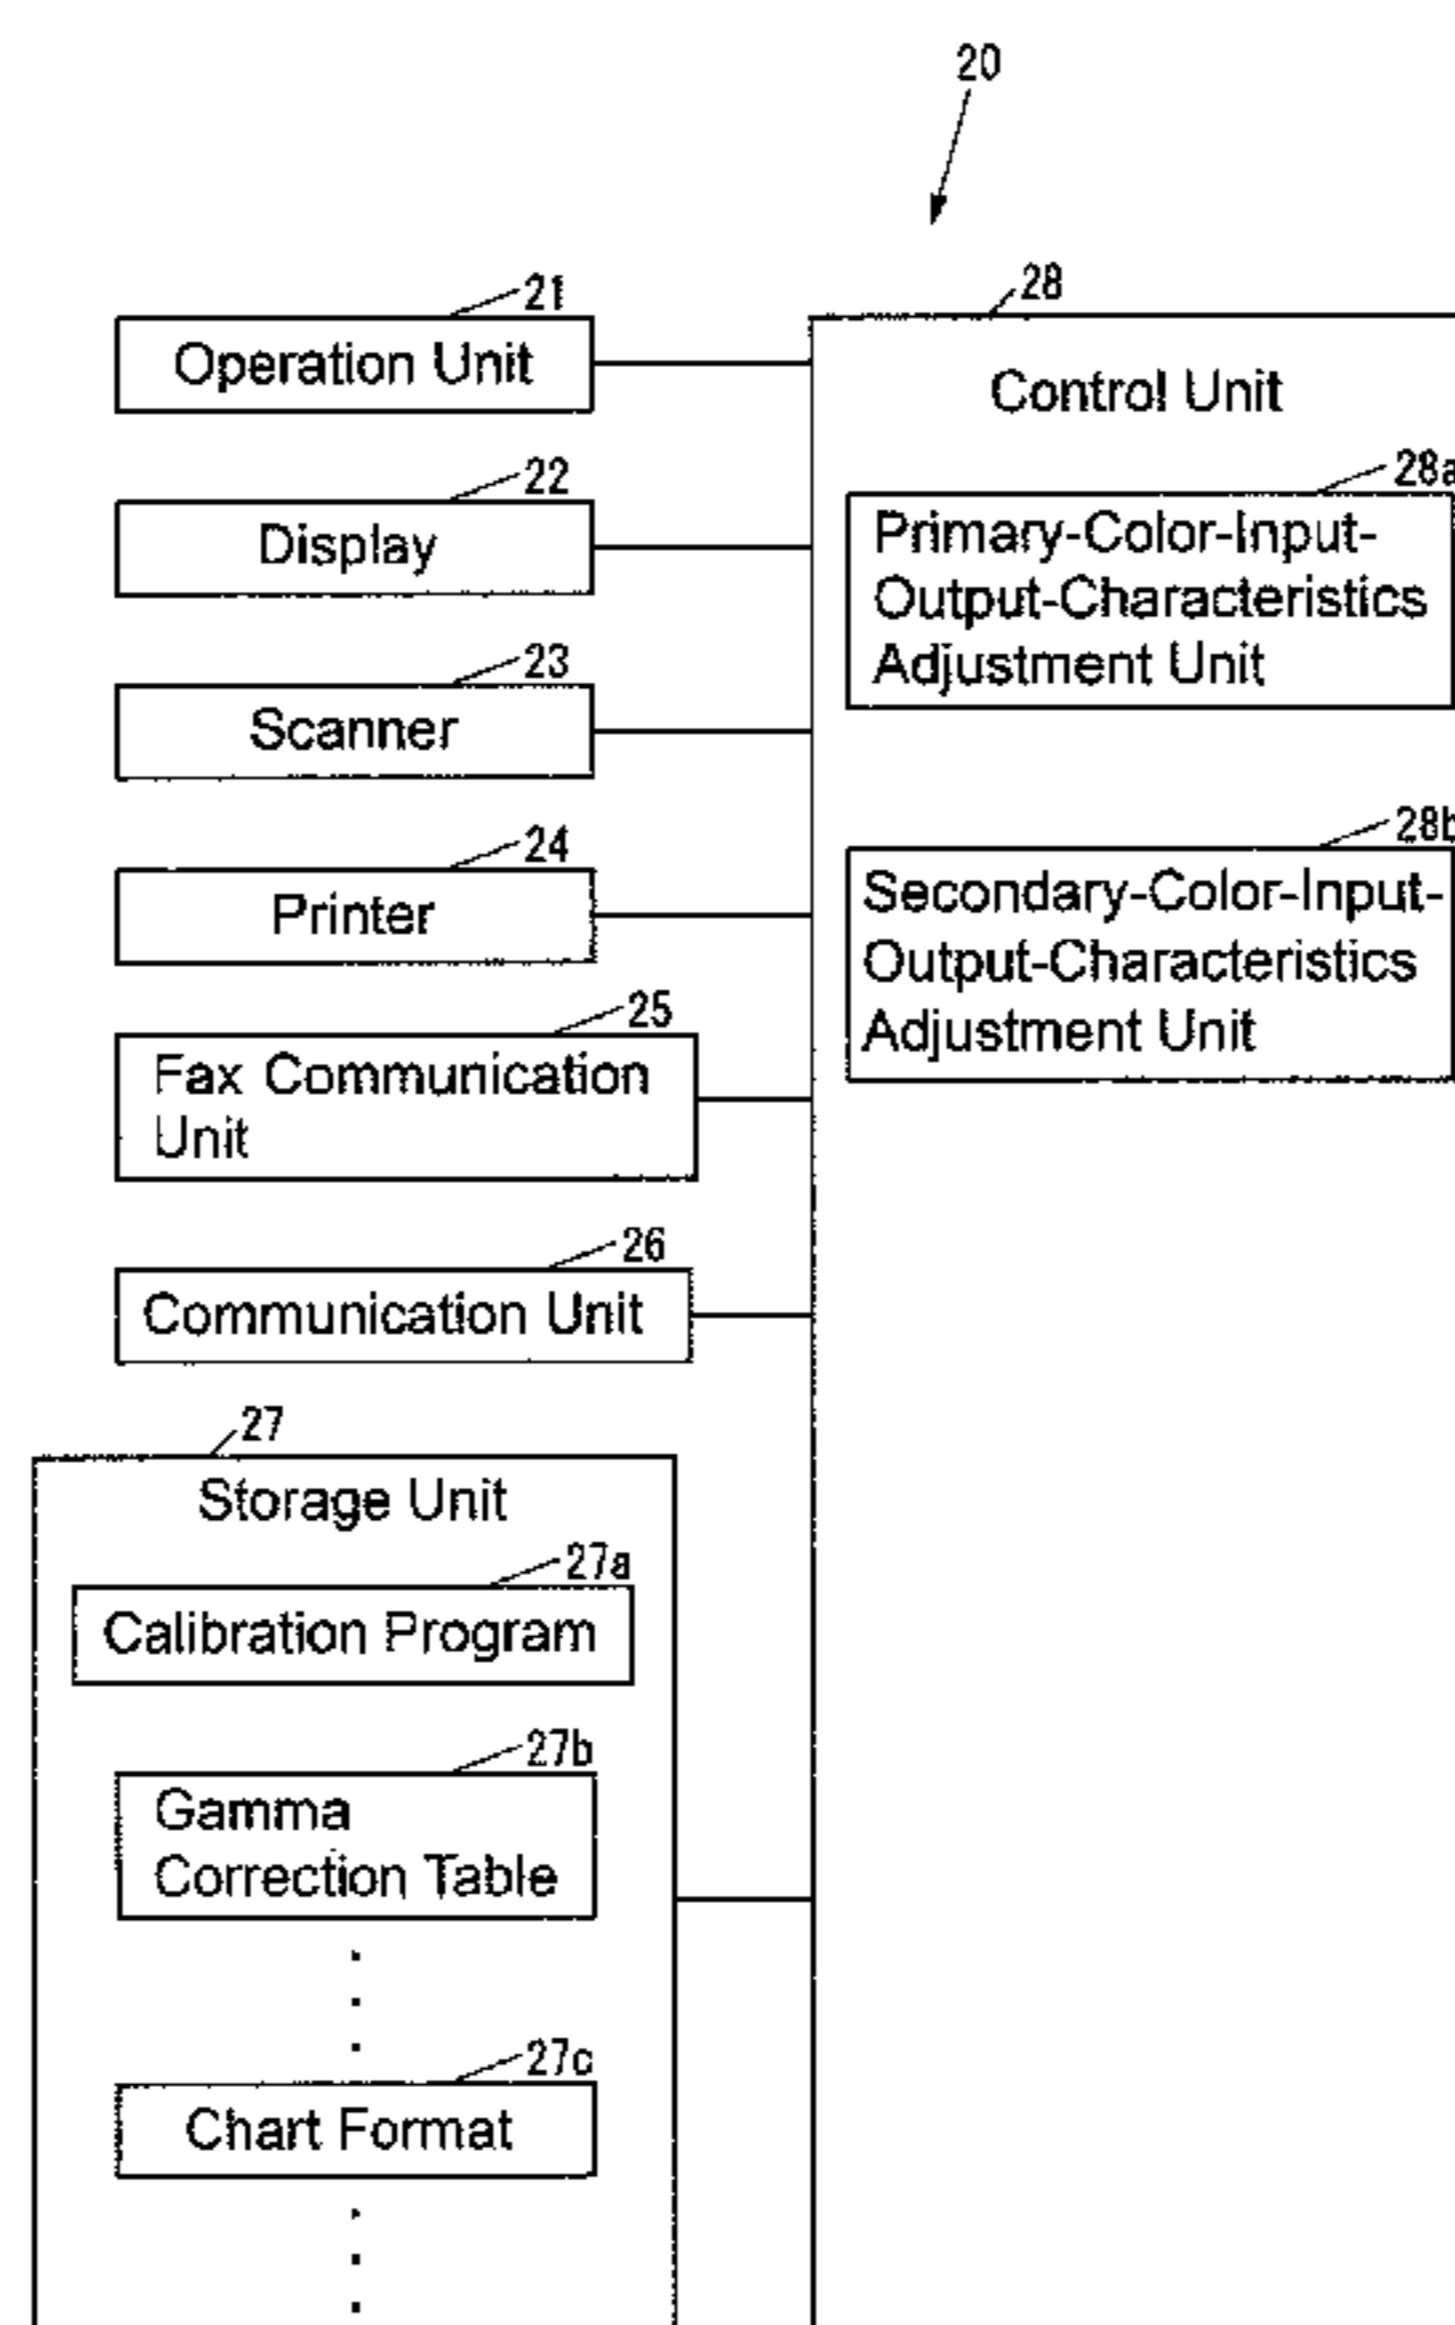 20
21
Operation Unit
22
Display
23
Scanner
24
Printer
25
Fax Communication
Unit
26
Communication Unit
27
Storage Unit
27a
Calibration Program
27b
Gamma
Correction Table
27c
Chart Format
28
Control Unit
28a
Primary-Color-Input-
Output-Characteristics
Adjustment Unit
28b
Secondary-Color-Input-
Output-Characteristics
Adjustment Unit